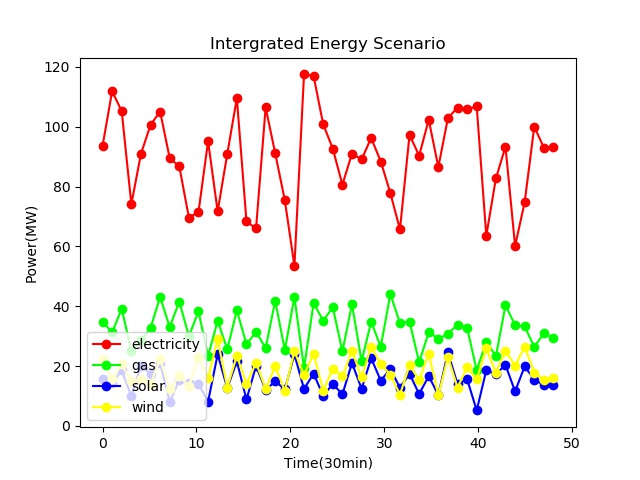 Intergrated Energy Scenario
Power(MW)
120
100
80
60
40
20
0
electricity
gas
solar
wind
0 10 20 30 40 50
Time(30min)